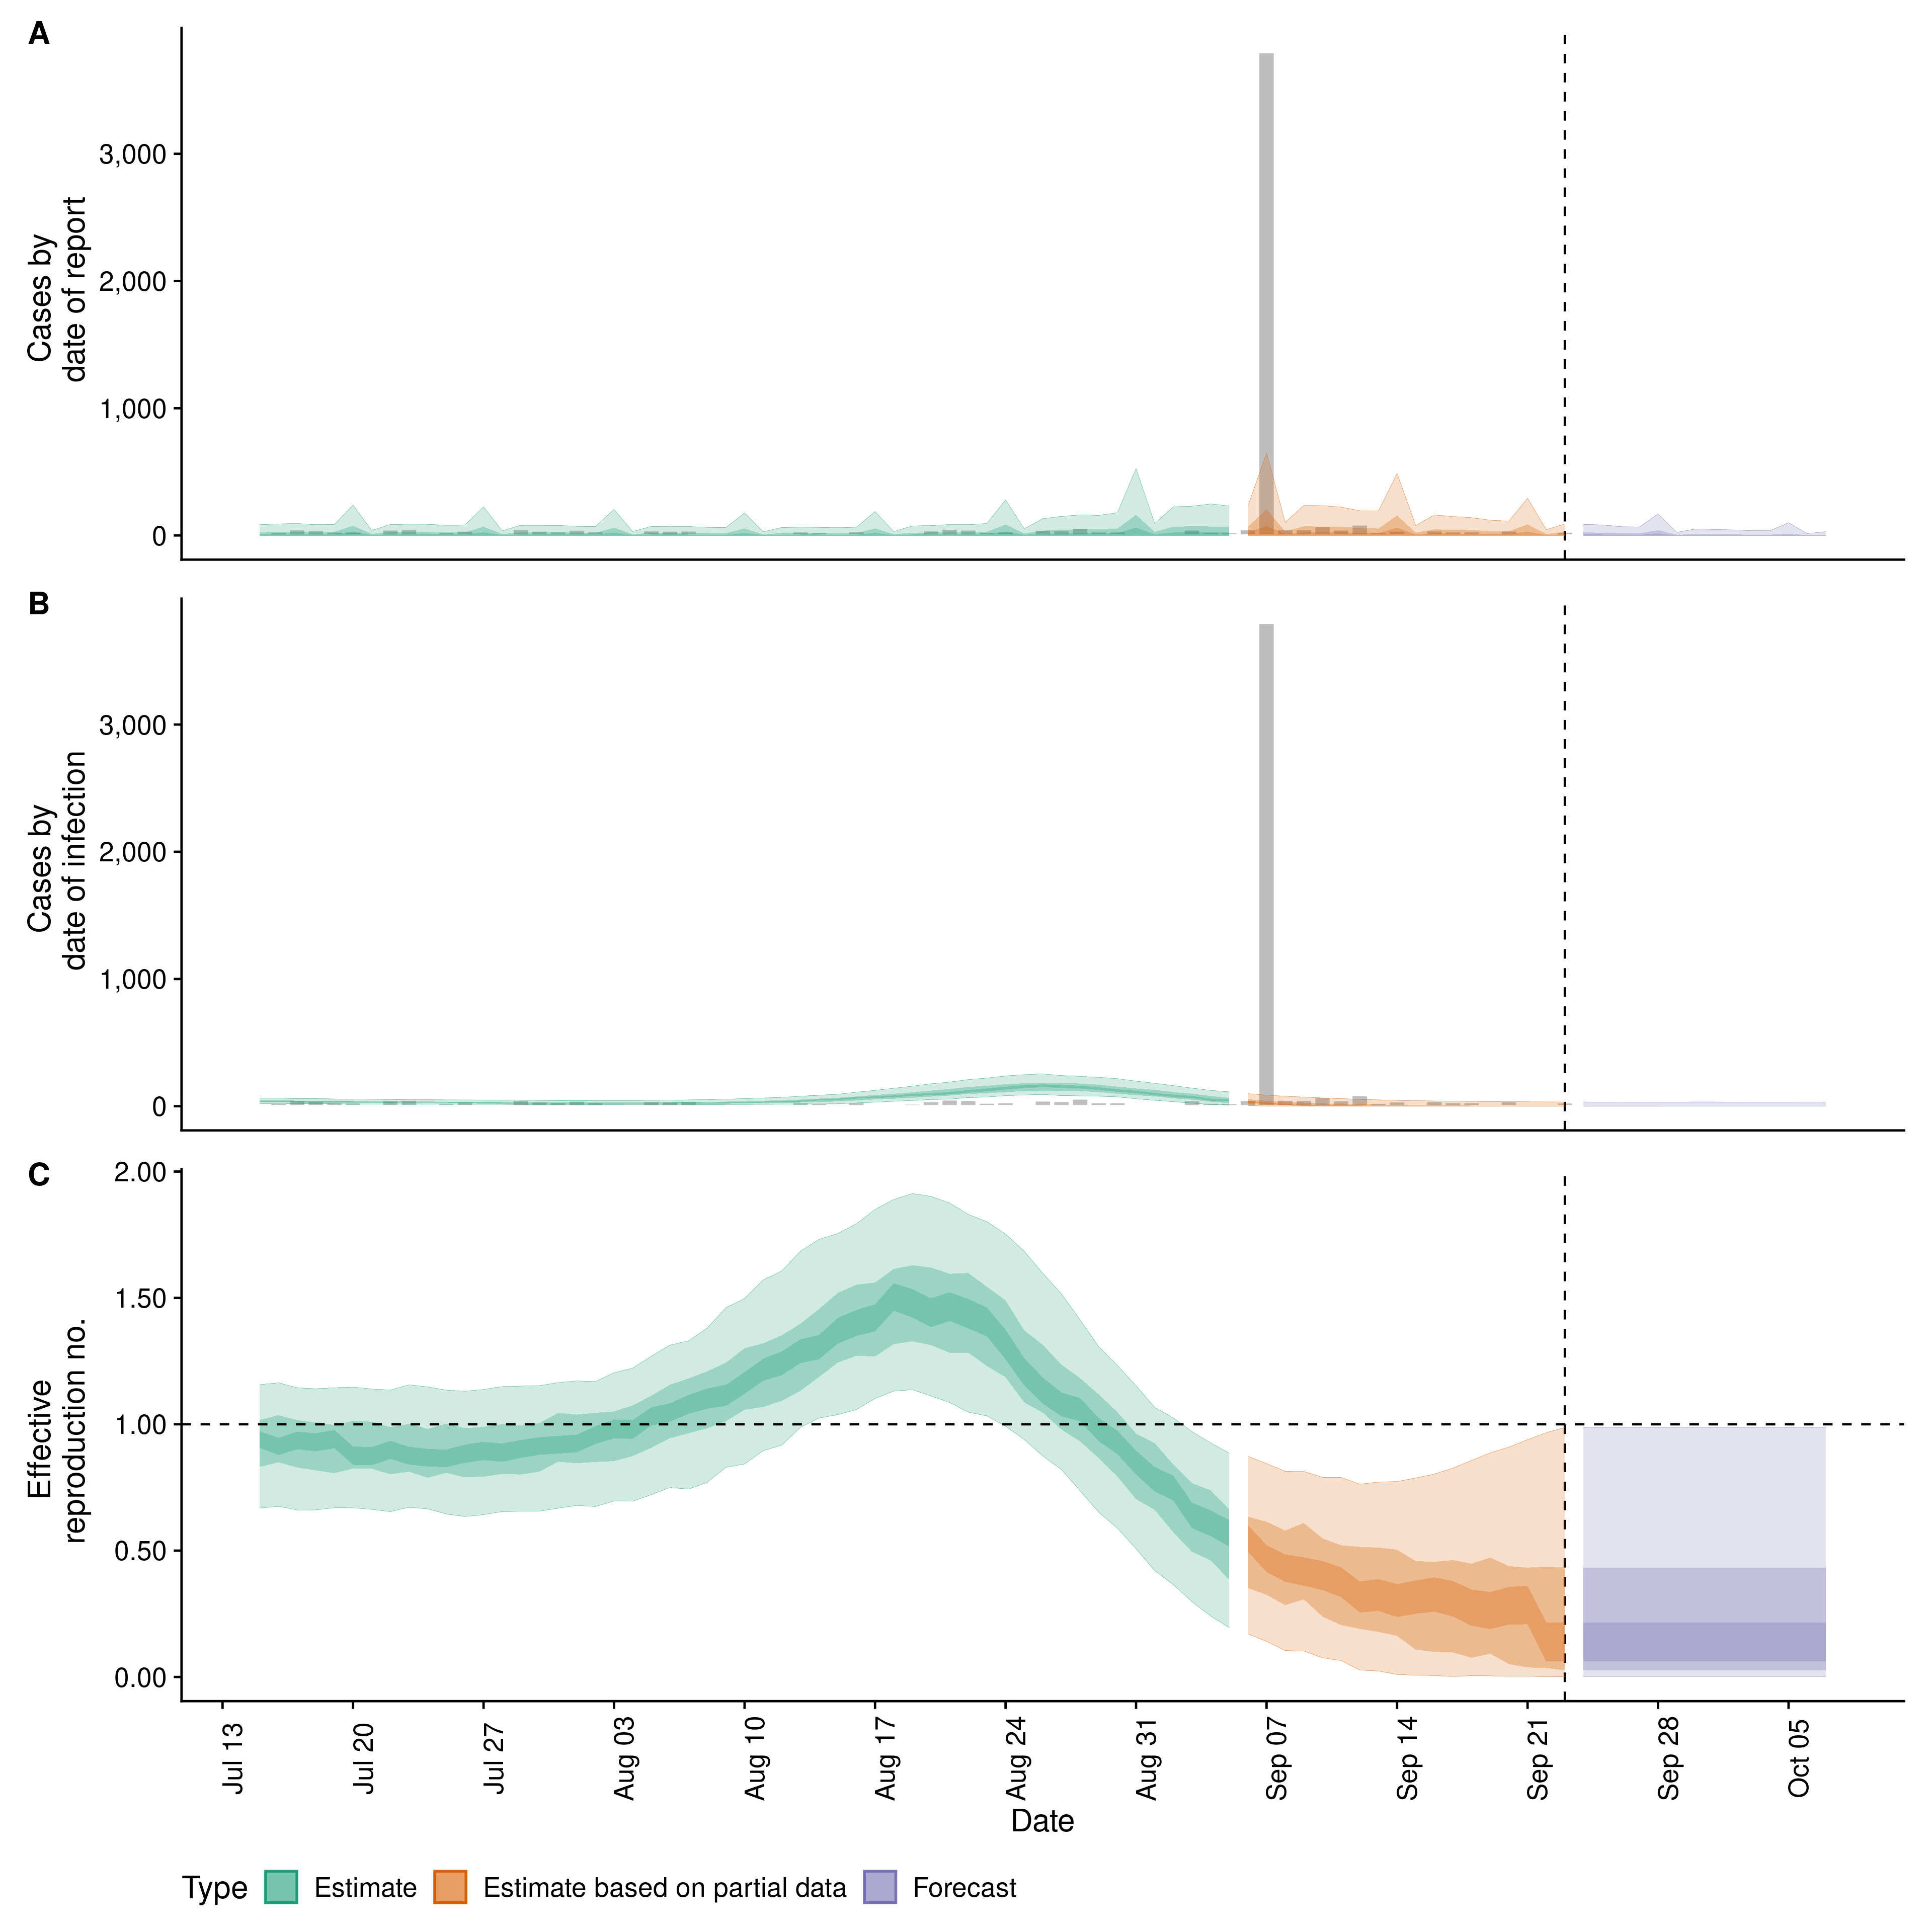 A
Cases by
date of report
3,000
2,000
1,000
0
B
Cases by
date of infection
3,000
2,000
1,000
0
C
Effective
reproduction no.
2.00
1.50
1.00
0.50
0.00
Jul 13
Jul 20
Jul 27
Aug 03
Aug 10
Aug 17
Aug 24
Aug 31
Sep 07
Sep 14
Sep 21
Sep 28
Oct 05
Date
Type Estimate Estimate based on partial data Forecast